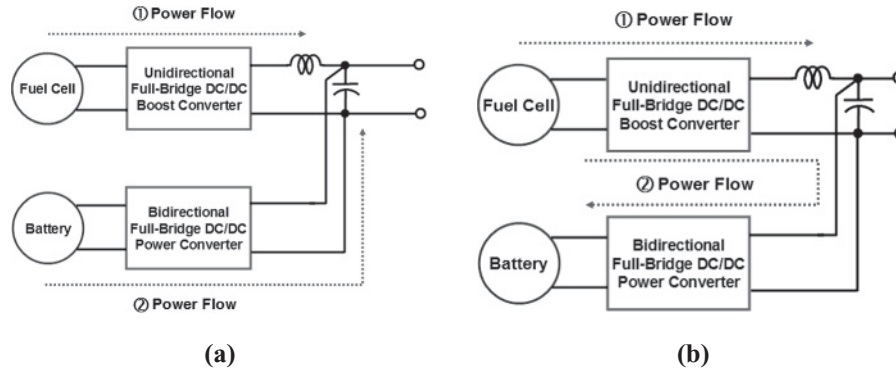 ① Power Flow
Fuel Cell
Unidirectional
Full-Bridge DC/DC
Boost Converter
Battery
Bidirectional
Full-Bridge DC/DC
Power Converter
② Power Flow
(a)
① Power Flow
Fuel Cell
Unidirectional
Full-Bridge DC/DC
Boost Converter
② Power Flow
Battery
Bidirectional
Full-Bridge DC/DC
Power Converter
(b)